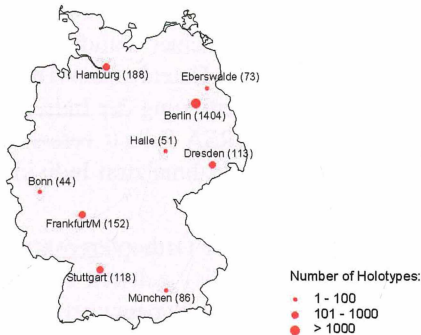 Hamburg (188)
Eberswalde (73)
Berlin (1404)
Halle (51)
Dresden (113)
Bonn (44)
Frankfurt/M (152)
Stuttgart (118)
München (86)
Number of Holotypes:
1 - 100
101 - 1000
> 1000